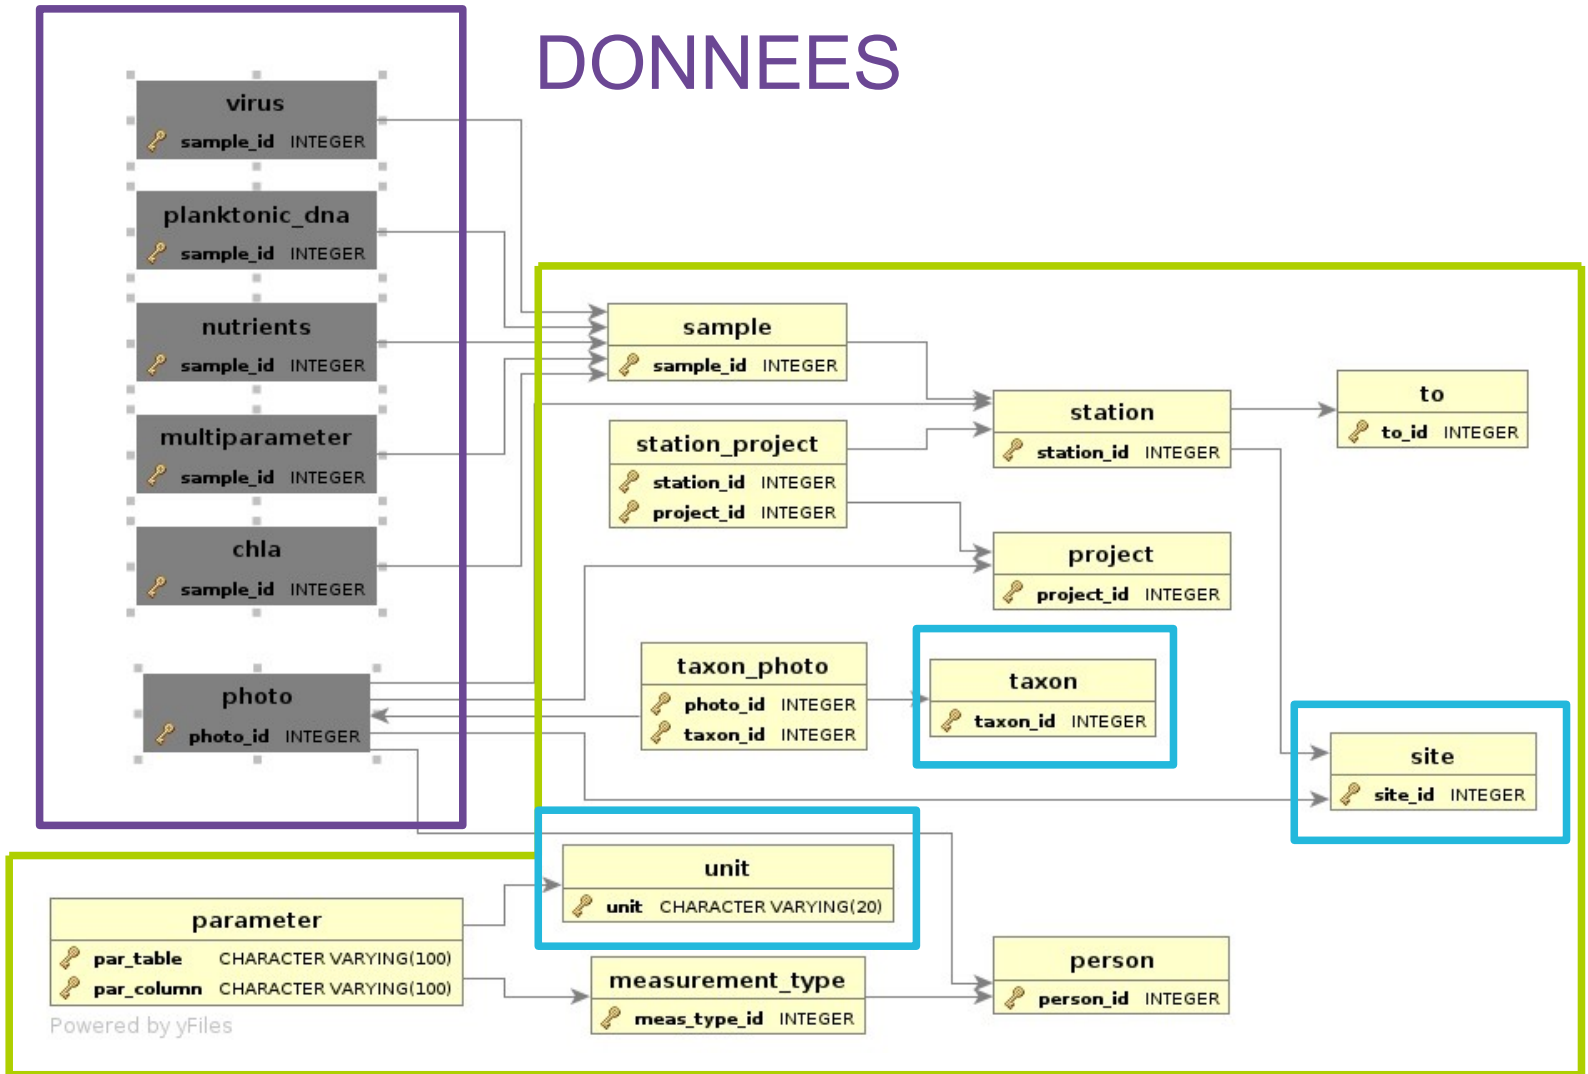 DONNEES
virus
sample_id INTEGER
planktonic_dna
sample_id INTEGER
nutrients
sample_id INTEGER
multiparameter
sample_id INTEGER
chla
sample_id INTEGER
photo
photo_id INTEGER
sample
sample_id INTEGER
station_project
station_id INTEGER
project_id INTEGER
station
station_id INTEGER
to
to_id INTEGER
project
project_id INTEGER
taxon_photo
photo_id INTEGER
taxon_id INTEGER
taxon
taxon_id INTEGER
site
site_id INTEGER
unit
unit CHARACTER VARYING(20)
parameter
par_table CHARACTER VARYING(100)
par_column CHARACTER VARYING(100)
measurement_type
meas_type_id INTEGER
person
person_id INTEGER
Powered by yFiles